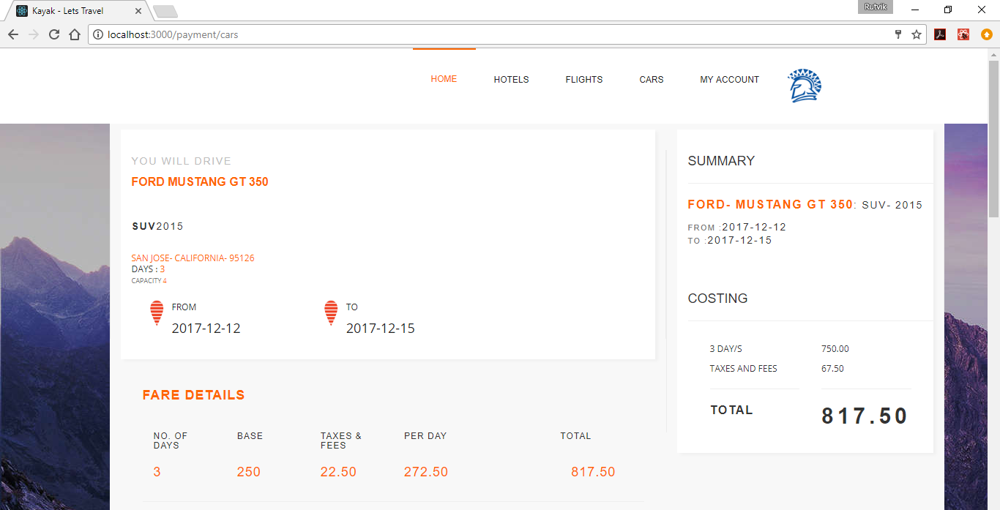 Kayak - Lets Travel
Rutvik
localhost:3000/payment/cars
HOME HOTELS FLIGHTS CARS MY ACCOUNT
YOU WILL DRIVE
FORD MUSTANG GT 350
SUV2015
SAN JOSE- CALIFORNIA- 95126
DAYS : 3
CAPACITY 4
FROM
2017-12-12
TO
2017-12-15
FARE DETAILS
NO. OF DAYS BASE TAXES & FEES PER DAY TOTAL
3 250 22.50 272.50 817.50
SUMMARY
FORD- MUSTANG GT 350: SUV- 2015
FROM :2017-12-12
TO :2017-12-15
COSTING
3 DAY/S 750.00
TAXES AND FEES 67.50
TOTAL 817.50